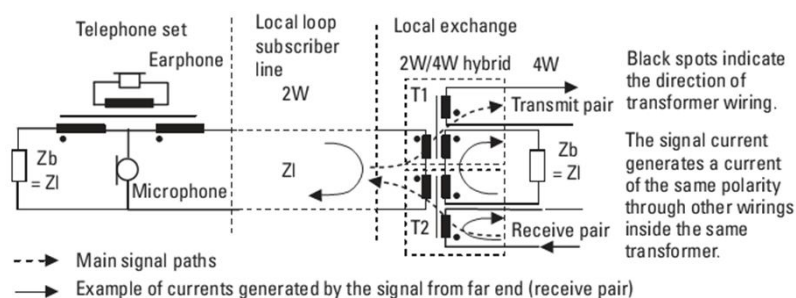 Telephone set
Earphone
Zb
= Zl
Microphone
Local loop
subscriber
line
2W
Zl
Local exchange
2W/4W hybrid
4W
T1
Transmit pair
Zb
= Zl
T2
Receive pair
Black spots indicate
the direction of
transformer wiring.
The signal current
generates a current
of the same polarity
through other wirings
inside the same
transformer.
Main signal paths
Example of currents generated by the signal from far end (receive pair)